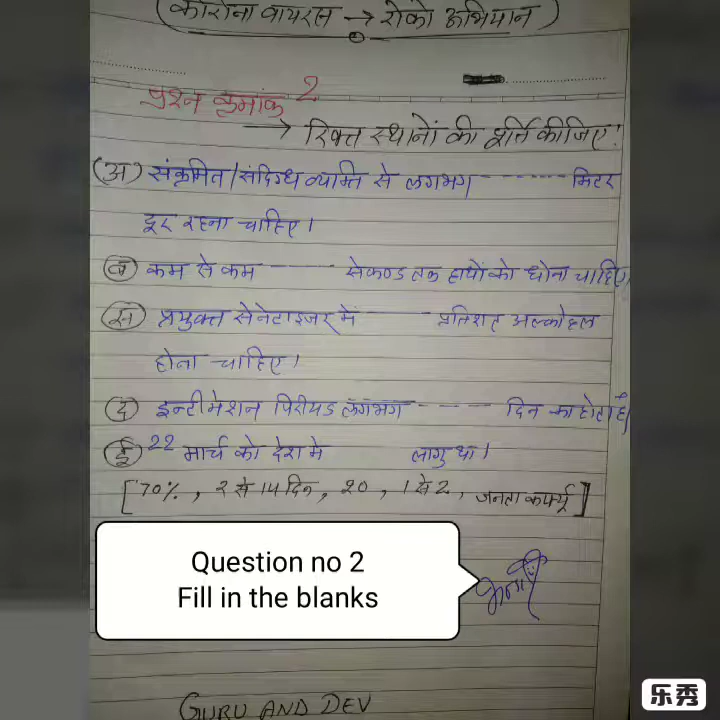 (कोरोना वायरस → रोको अभियान)
प्रश्न क्रमांक 2
→ रिक्त स्थानों की पूर्ति कीजिए:
(अ) संक्रमित/संदिग्ध व्यक्ति से लगभग ------ मिटर
दूर रहना चाहिए।
(ब) कम से कम ---- सेकण्ड तक हाथों को धोना चाहिए।
(स) प्रयुक्त सेनेटाइजर में प्रतिशत अल्कोहल
होना चाहिए।
(द) इन्टीमेशन पिरीयड लगभग ---- दिन का होता है।
(ई) 22 मार्च को देश मे लागु था।
[70%, 2 से 14 दिन, 20, 1 से 2, जनता कर्फ्यू]
Question no 2
Fill in the blanks
GURU AND DEV
乐秀